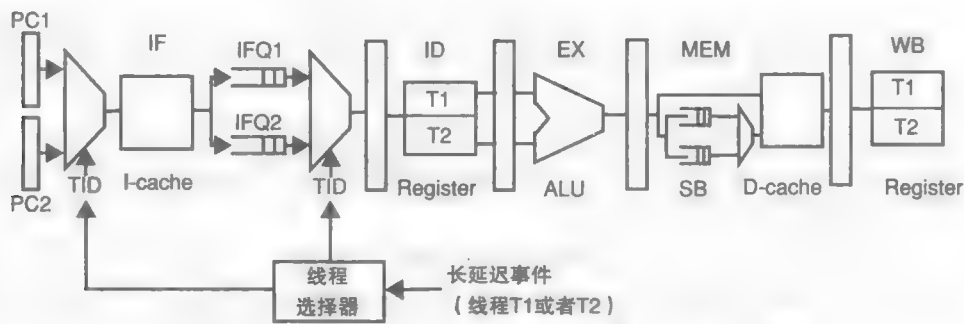 PC1
PC2
IF
I-cache
TID
IFQ1
IFQ2
TID
ID
T1
T2
Register
EX
ALU
MEM
SB
D-cache
WB
T1
T2
Register
线程
选择器
长延迟事件
（线程T1或者T2）